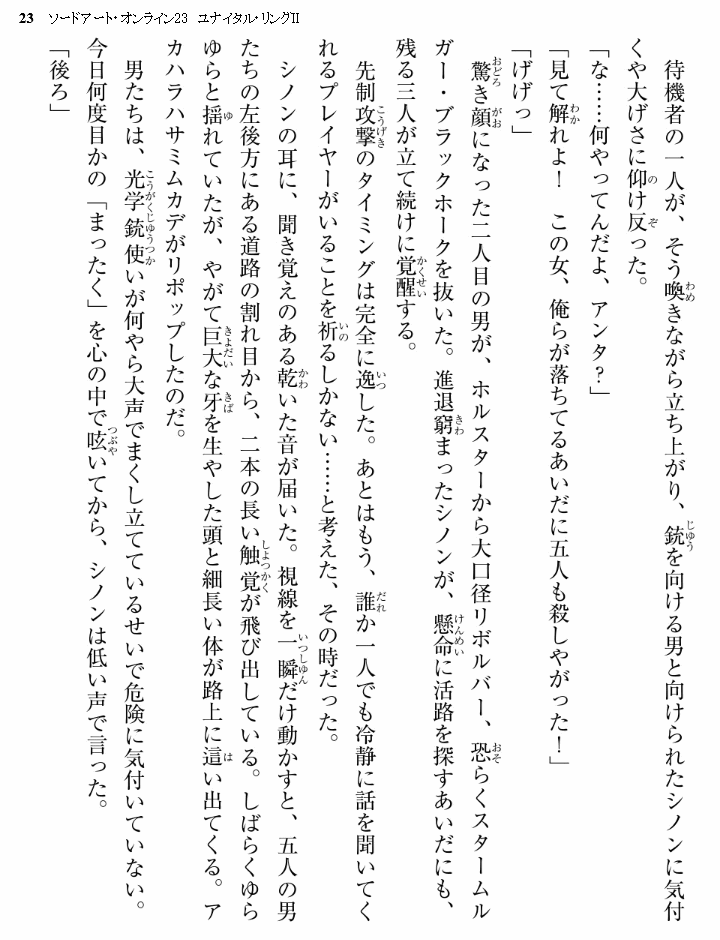 23 ソードアート・オンライン23 ユナイタル・リングII
待機者の一人が、そう喚きながら立ち上がり、銃を向ける男と向けられたシノンに気付
くや大げさに仰け反った。
「な……何やってんだよ、アンタ?」
「見て解れよ! この女、俺らが落ちてるあいだに五人も殺しやがった!」
「げげっ」
驚き顔になった二人目の男が、ホルスターから大口径リボルバー、恐らくスタームル
ガー・ブラックホークを抜いた。進退窮まったシノンが、懸命に活路を探すあいだにも、
残る三人が立て続けに覚醒する。
先制攻撃のタイミングは完全に逸した。あとはもう、誰か一人でも冷静に話を聞いてく
れるプレイヤーがいることを祈るしかない……と考えた、その時だった。
シノンの耳に、聞き覚えのある乾いた音が届いた。視線を一瞬だけ動かすと、五人の男
たちの左後方にある道路の割れ目から、二本の長い触覚が飛び出している。しばらくゆら
ゆらと揺れていたが、やがて巨大な牙を生やした頭と細長い体が路上に這い出てくる。ア
カハラハサミムカデがリポップしたのだ。
男たちは、光学銃使いが何やら大声でまくし立てているせいで危険に気付いていない。
今日何度目かの「まったく」を心の中で呟いてから、シノンは低い声で言った。
「後ろ」